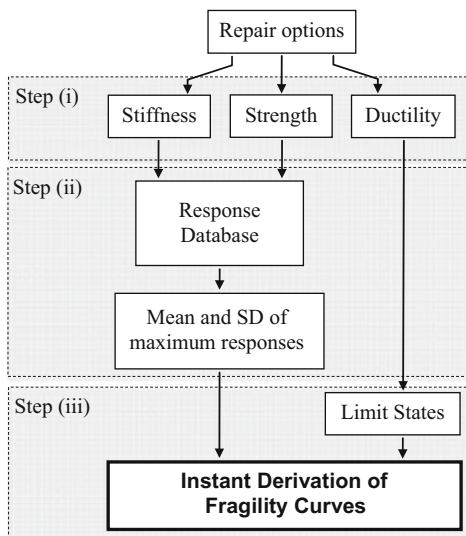 Repair options
Step (i)
Stiffness
Strength
Ductility
Step (ii)
Response
Database
Mean and SD of
maximum responses
Step (iii)
Limit States
Instant Derivation of
Fragility Curves